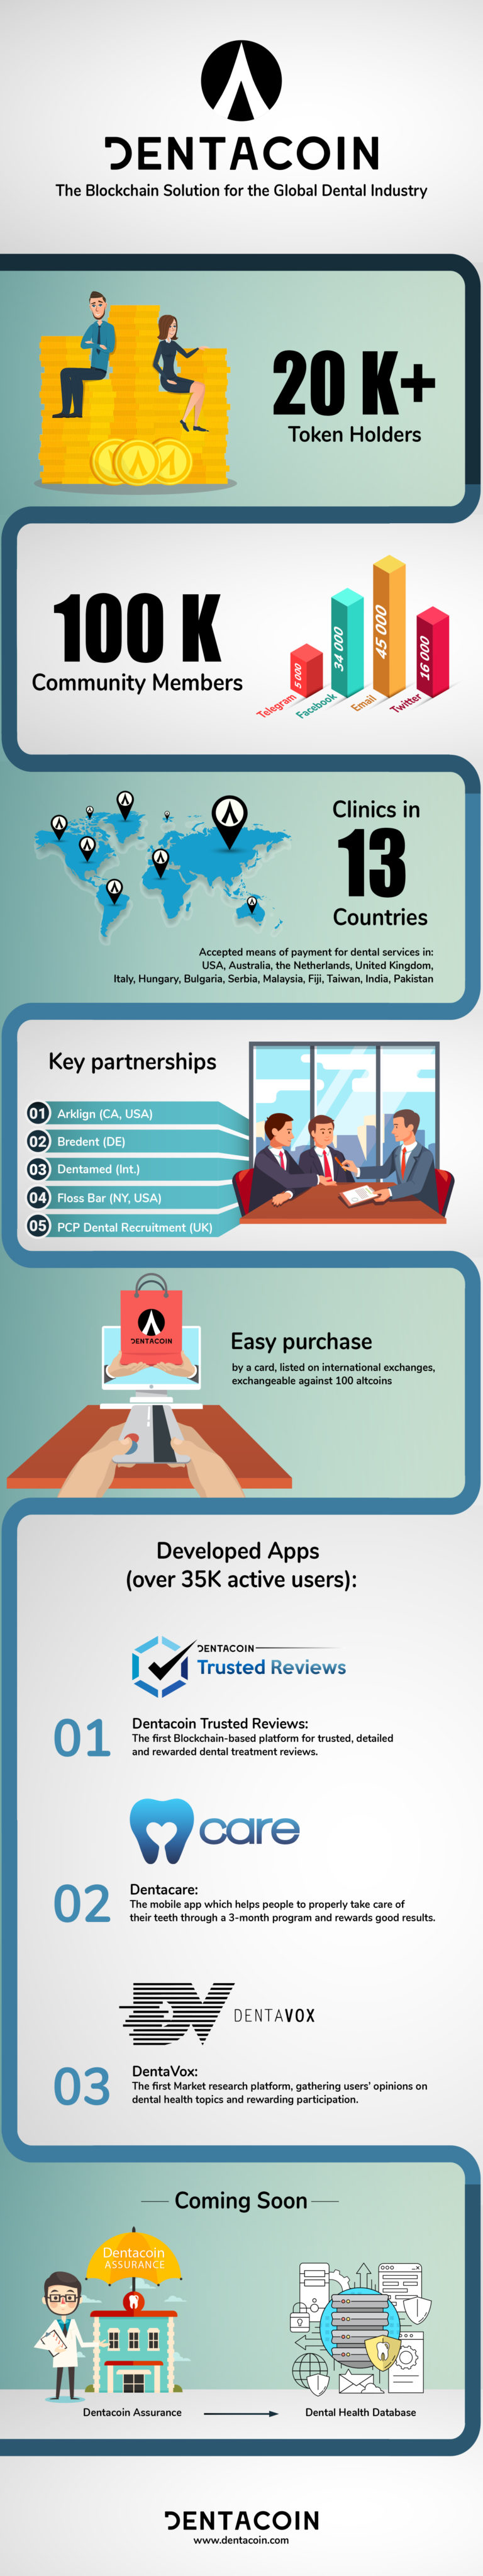 DENTACOIN
The Blockchain Solution for the Global Dental Industry
20 K+
Token Holders
100 K
Community Members
5 000
34 000
45 000
16 000
Telegram
Facebook
Email
Twitter
Clinics in
13
Countries
Accepted means of payment for dental services in:
USA, Australia, the Netherlands, United Kingdom,
Italy, Hungary, Bulgaria, Serbia, Malaysia, Fiji, Taiwan, India, Pakistan
Key partnerships
01 Arklign (CA, USA)
02 Bredent (DE)
03 Dentamed (Int.)
04 Floss Bar (NY, USA)
05 PCP Dental Recruitment (UK)
DENTACOIN
Easy purchase
by a card, listed on international exchanges,
exchangeable against 100 altcoins
Developed Apps
(over 35K active users):
DENTACOIN
Trusted Reviews
01
Dentacoin Trusted Reviews:
The first Blockchain-based platform for trusted, detailed
and rewarded dental treatment reviews.
care
02
Dentacare:
The mobile app which helps people to properly take care of
their teeth through a 3-month program and rewards good results.
DV
DENTAVOX
03
DentaVox:
The first Market research platform, gathering users' opinions on
dental health topics and rewarding participation.
Coming Soon
Dentacoin
ASSURANCE
Dentacoin Assurance
Dental Health Database
DENTACOIN
www.dentacoin.com